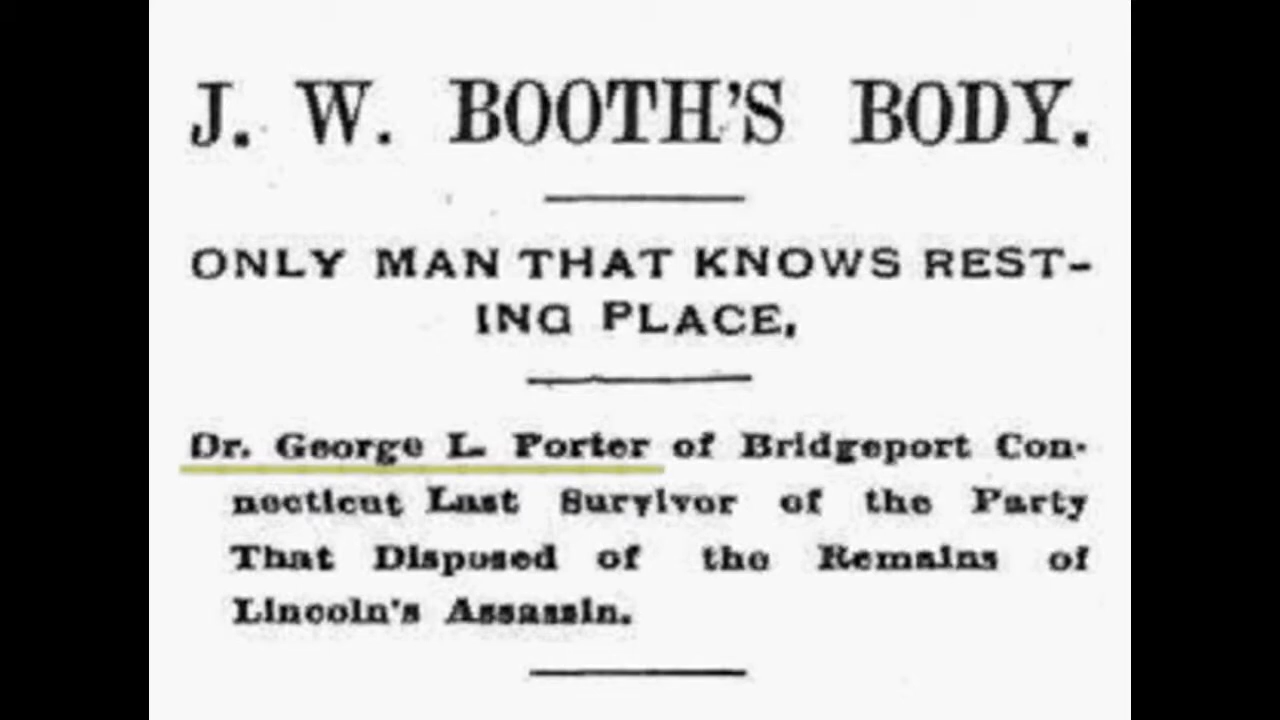 J. W. BOOTH'S BODY.
ONLY MAN THAT KNOWS REST-
ING PLACE,
Dr. George L. Porter of Bridgeport Con-
necticut Last Survivor of the Party
That Disposed of the Remains of
Lincoln's Assassin.